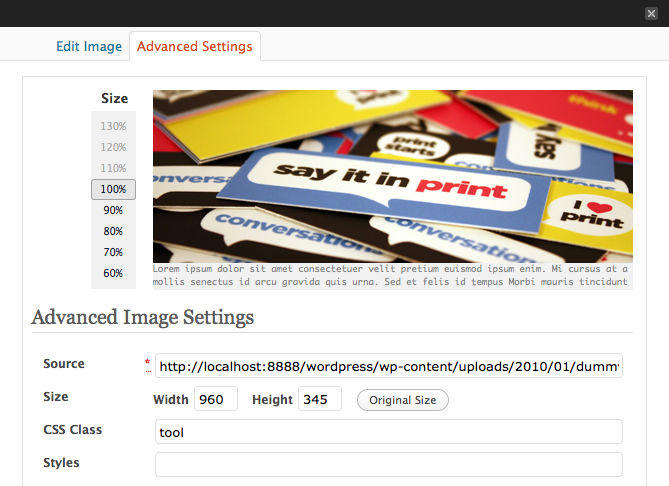 Edit Image
Advanced Settings
Size
130%
120%
110%
100%
90%
80%
70%
60%
think
print
starts
say it in print
I
print
conversations
conversation
Lorem ipsum dolor sit amet consectetuer velit pretium euismod ipsum enim. Mi cursus at a
mollis senectus id arcu gravida quis urna. Sed et felis id tempus Morbi mauris tincidunt
Advanced Image Settings
Source * http://localhost:8888/wordpress/wp-content/uploads/2010/01/dummy
Size Width 960 Height 345 Original Size
CSS Class tool
Styles